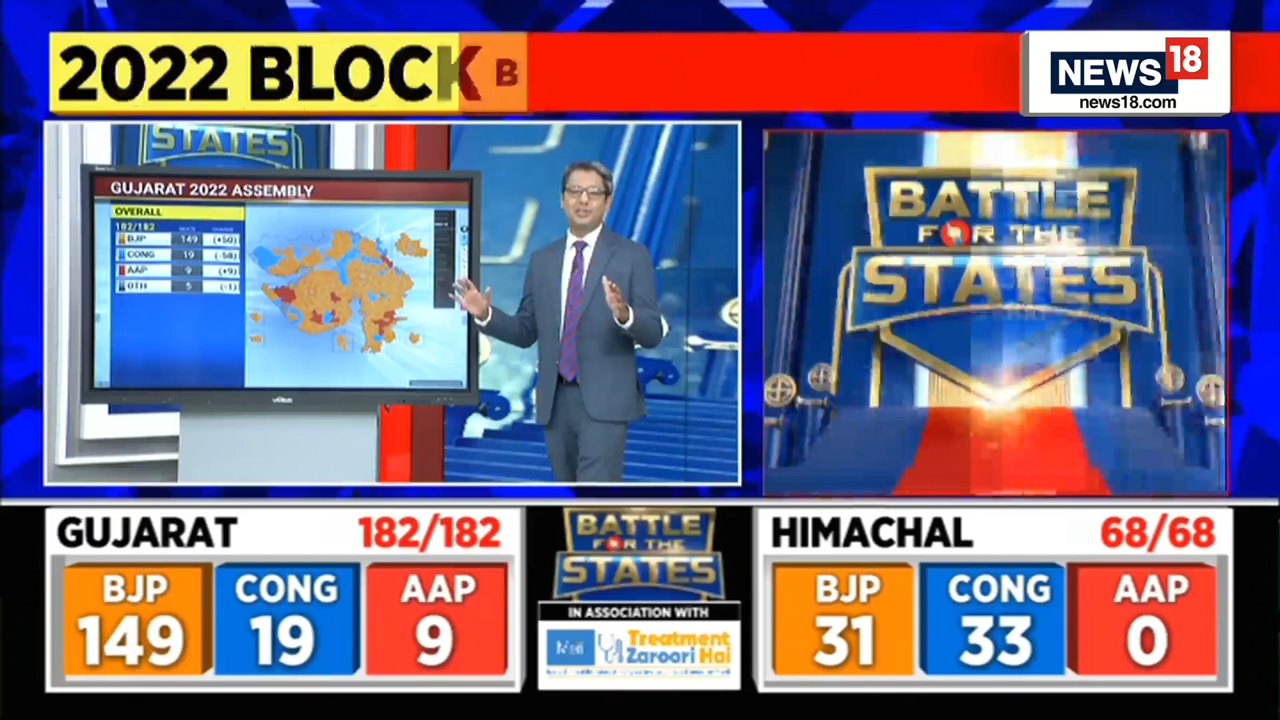 2022 BLOCK B
NEWS 18
news18.com
STATES
GUJARAT 2022 ASSEMBLY
OVERALL
182/182
BJP 149 (+50)
CONG 19 (-58)
AAP 9 (+9)
OTH 5 (-1)
BATTLE
FOR THE
STATES
GUJARAT 182/182
BJP CONG AAP
149 19 9
BATTLE
FOR THE
STATES
IN ASSOCIATION WITH
Treatment
Zaroori Hai
HIMACHAL 68/68
BJP CONG AAP
31 33 0